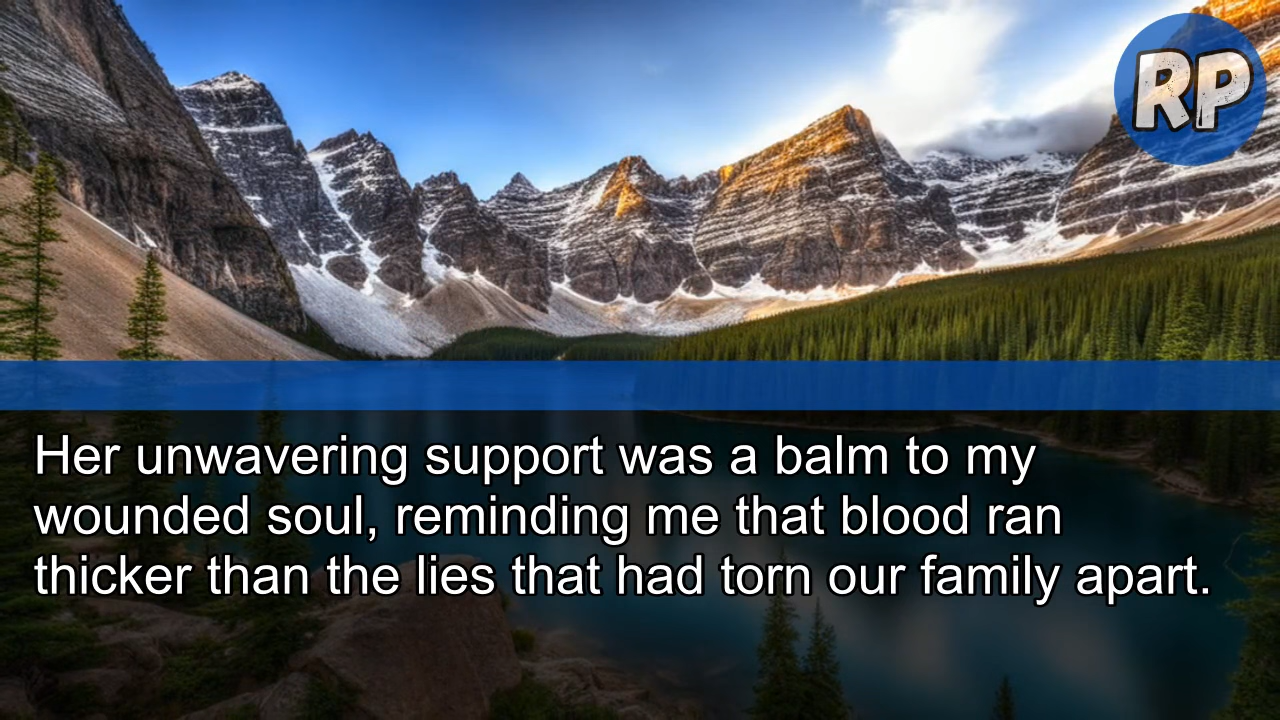 RP
Her unwavering support was a balm to my
wounded soul, reminding me that blood ran
thicker than the lies that had torn our family apart.